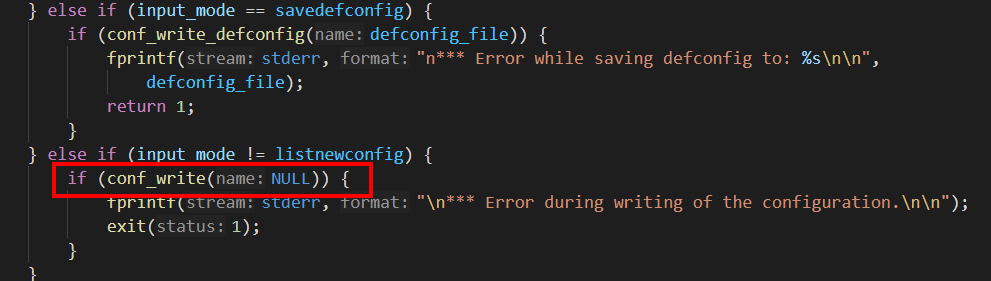 } else if (input_mode == savedefconfig) {
if (conf_write_defconfig(name: defconfig_file)) {
fprintf(stream: stderr, format: "n*** Error while saving defconfig to: %s\n\n",
defconfig_file);
return 1;
}
} else if (input_mode != listnewconfig) {
if (conf_write(name: NULL)) {
fprintf(stream: stderr, format: "\n*** Error during writing of the configuration.\n\n");
exit(status: 1);
}
}